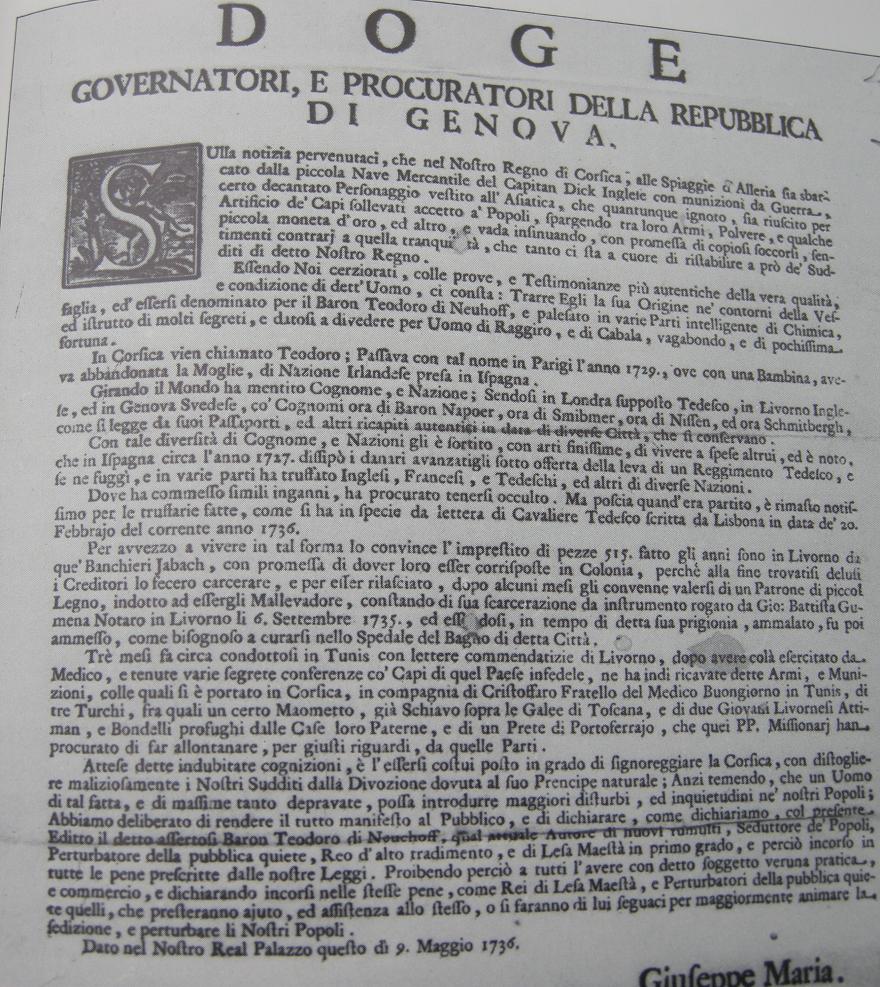 DOGE
GOVERNATORI, E PROCURATORI DELLA REPUBBLICA
DI GENOVA.
SUlla notizia pervenutaci, che nel Noſtro Regno di Corſica, alle Spiaggie d'Alleria ſia sbar-
cato dalla piccola Nave Mercantile del Capitan Dick Ingleſe con munizioni da Guerra,
certo decantato Perſonaggio veſtito all' Aſiatica, che quantunque ignoto, ſia riuſcito per
Artificio de' Capi ſollevati accetto a' Popoli, ſpargendo tra loro Armi, Polvere, e qualche
piccola moneta d'oro, ed altro, e vada inſinuando, con promeſſa di copioſi ſoccorſi, ſen-
timenti contrarj a quella tranqui tà, che tanto ci ſta a cuore di riſtabilire a prò de' Sud-
diti di detto Noſtro Regno.
Eſſendo Noi cerziorati, colle prove, e Teſtimonianze più autentiche della vera qualità,
e condizione di dett' Uomo, ci conſta: Trarre Egli la ſua Origine ne' contorni della Veſ-
faglia, ed' eſſerſi denominato per il Baron Teodoro di Neuhoff, e paleſato in varie Parti intelligente di Chimica,
ed iſtrutto di molti ſegreti, e datoſi a divedere per Uomo di Raggiro, e di Cabala, vagabondo, e di pochiſſima
fortuna.
In Corſica vien chiamato Teodoro; Paſſava con tal nome in Parigi l'anno 1729., ove con una Bambina, ave-
va abbandonata la Moglie, di Nazione Irlandeſe preſa in Iſpagna.
Girando il Mondo ha mentito Cognome, e Nazione; Sendoſi in Londra ſuppoſto Tedeſco, in Livorno Ingle-
ſe, ed in Genova Svedeſe, co' Cognomi ora di Baron Napoer, ora di Smibmer, ora di Niſſen, ed ora Schmitbergh,
come ſi legge da ſuoi Paſſaporti, ed altri ricapiti autentici in data di diverſe Città, che ſi conſervano.
Con tale diverſità di Cognome, e Nazioni gli è ſortito, con arti finiſſime, di vivere a ſpeſe altrui, ed è noto,
che in Iſpagna circa l'anno 1727. diſſipò i danari avanzatigli ſotto offerta della leva di un Reggimento Tedeſco, e
ſe ne fuggì, e in varie parti ha truffato Ingleſi, Franceſi, e Tedeſchi, ed altri di diverſe Nazioni.
Dove ha commeſſo ſimili inganni, ha procurato tenerſi occulto. Ma poſcia quand'era partito, è rimaſto notiſ-
ſimo per le truffarie fatte, come ſi ha in ſpecie da lettera di Cavaliere Tedeſco ſcritta da Lisbona in data de' 20.
Febbrajo del corrente anno 1736.
Per avvezzo a vivere in tal forma lo convince l' impreſtito di pezze 515. fatto gli anni ſono in Livorno da
que' Banchieri Jabach, con promeſſa di dover loro eſſer corriſpoſte in Colonia, perchè alla fine trovatiſi deluſi
i Creditori lo fecero carcerare, e per eſſer rilaſciato, dopo alcuni meſi gli convenne valerſi di un Patrone di piccol
Legno, indotto ad eſſergli Mallevadore, conſtando di ſua ſcarcerazione da inſtrumento rogato da Gio: Battiſta Gu-
mena Notaro in Livorno li 6. Settembre 1735., ed eſſ doſi, in tempo di detta ſua prigionia, ammalato, fu poi
ammeſſo, come biſognoſo a curarſi nello Spedale del Bagno di detta Città.
Trè meſi fa circa condottoſi in Tunis con lettere commendatizie di Livorno, dopo avere colà eſercitato da
Medico, e tenute varie ſegrete conferenze co' Capi di quel Paeſe infedele, ne ha indi ricavate dette Armi, e Muni-
zioni, colle quali ſi è portato in Corſica, in compagnia di Criſtoffaro Fratello del Medico Buongiorno in Tunis, di
tre Turchi, fra quali un certo Maometto, già Schiavo ſopra le Galee di Toſcana, e di due Giovani Livorneſi Atti-
man, e Bondelli profughi dalle Caſe loro Paterne, e di un Prete di Portoferrajo, che quei PP. Miſſionarj han
procurato di far allontanare, per giuſti riguardi, da quelle Parti.
Atteſe dette indubitate cognizioni, è l'eſſerſi coſtui poſto in grado di ſignoreggiare la Corſica, con diſtoglie-
re malizioſamente i Noſtri Sudditi dalla Divozione dovuta al ſuo Prencipe naturale; Anzi temendo, che un Uomo
di tal fatta, e di maſſime tanto depravate, poſſa introdurre maggiori diſturbi, ed inquietudini ne' noſtri Popoli;
Abbiamo deliberato di rendere il tutto manifeſto al Pubblico, e di dichiarare, come dichiariamo, col preſente
Editto il detto aſſertoſi Baron Teodoro di Neuchoff, qual attuale Autore di nuovi tumulti, Seduttore de' Popoli,
Perturbatore della pubblica quiete, Reo d'alto tradimento, e di Leſa Maeſtà in primo grado, e perciò incorſo in
tutte le pene preſcritte dalle noſtre Leggi. Proibendo perciò a tutti l'avere con detto ſoggetto veruna pratica,
e commercio, e dichiarando incorſi nelle ſteſſe pene, come Rei di Leſa Maeſtà, e Perturbatori della pubblica quie-
te quelli, che preſteranno ajuto, ed aſſiſtenza allo ſteſſo, o ſi faranno di lui ſeguaci per maggiormente animare la
ſedizione, e perturbare li Noſtri Popoli.
Dato nel Noſtro Real Palazzo queſto dì 9. Maggio 1736.
Giuſeppe Maria.